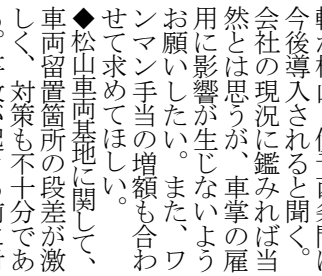 今後導入されると聞く。
会社の現況に鑑みれば当
然とは思うが、車掌の雇
用に影響が生じないよう
お願いしたい。また、ワ
ンマン手当の増額も合わ
せて求めてほしい。
◆松山車両基地に関して、
車両留置箇所の段差が激
しく、対策も不十分であ